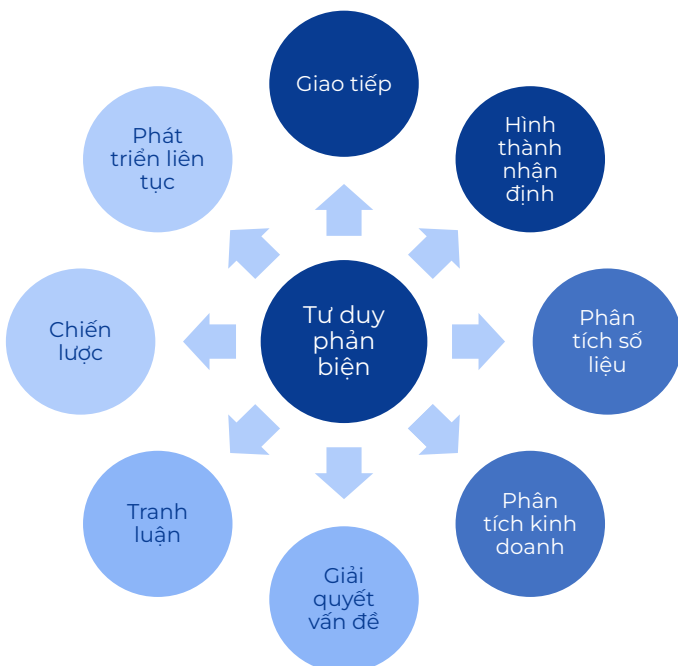 Giao tiếp
Hình
thành
nhận
định
Phân
tích số
liệu
Phân
tích kinh
doanh
Giải
quyết
vấn đề
Tranh
luận
Chiến
lược
Phát
triển liên
tục
Tư duy
phản
biện